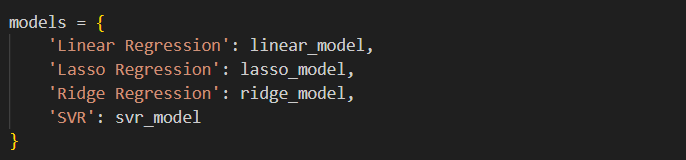 models = {
    'Linear Regression': linear_model,
    'Lasso Regression': lasso_model,
    'Ridge Regression': ridge_model,
    'SVR': svr_model
}